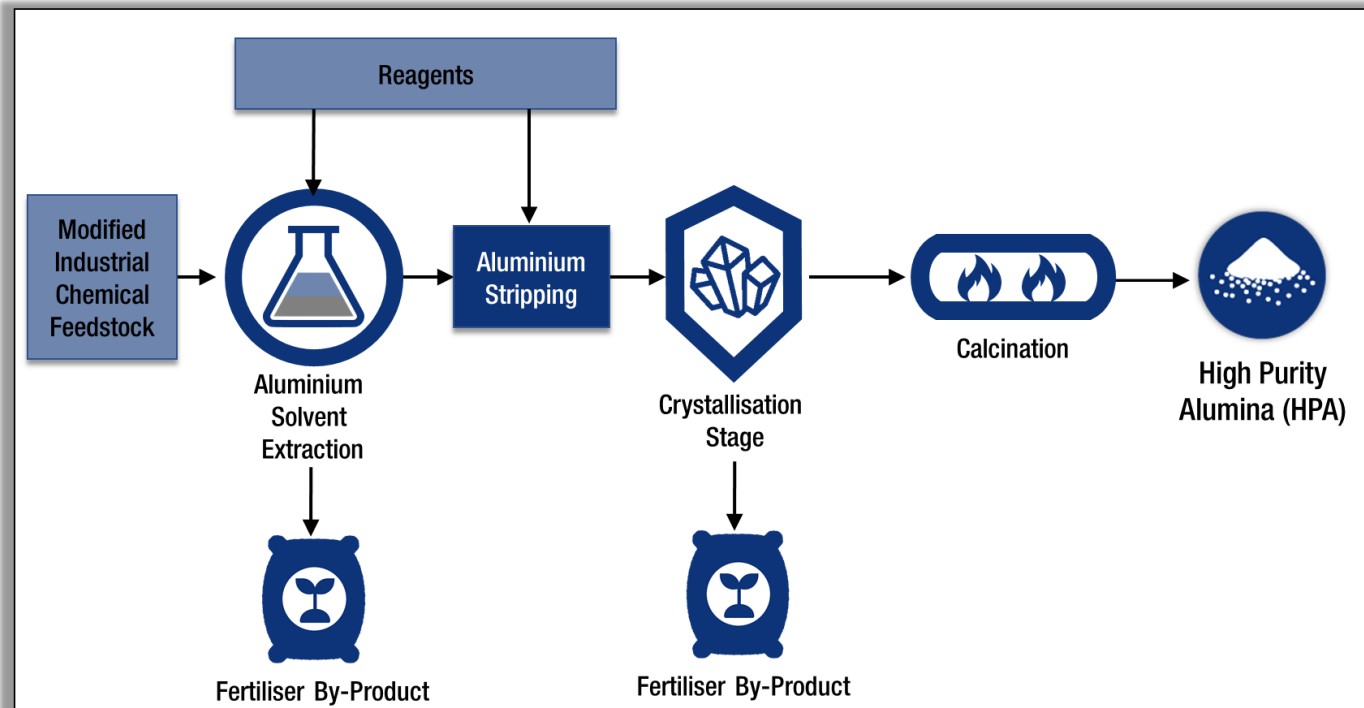 Reagents
Modified
Industrial
Chemical
Feedstock
Aluminium
Solvent
Extraction
Aluminium
Stripping
Crystallisation
Stage
Calcination
High Purity
Alumina (HPA)
Fertiliser By-Product
Fertiliser By-Product